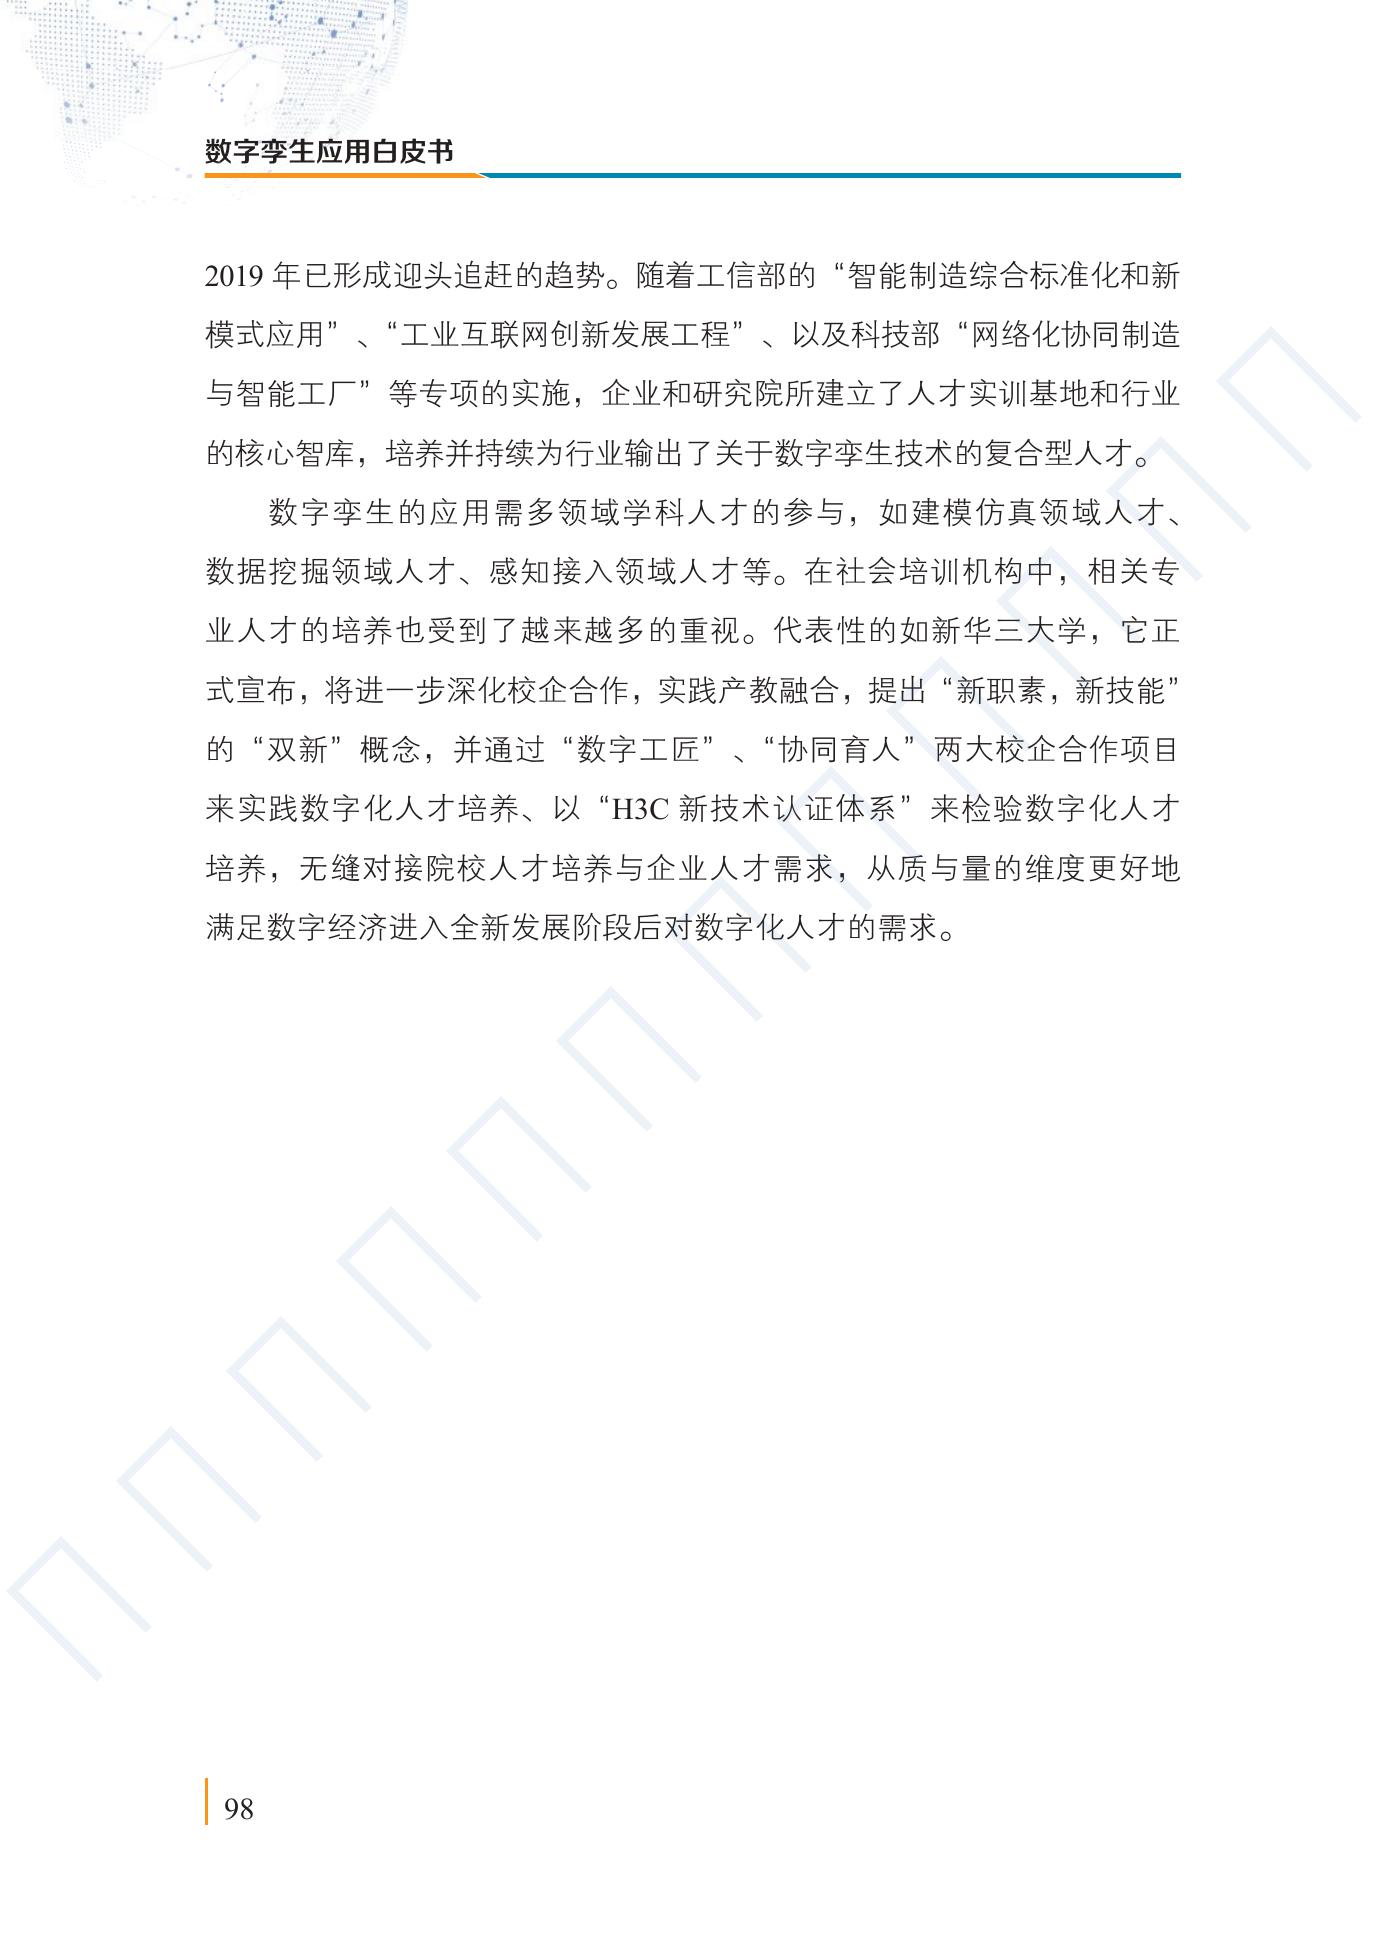 数字孪生应用白皮书
2019 年已形成迎头追赶的趋势。随着工信部的“智能制造综合标准化和新
模式应用”、“工业互联网创新发展工程”、以及科技部“网络化协同制造
与智能工厂”等专项的实施，企业和研究院所建立了人才实训基地和行业
的核心智库，培养并持续为行业输出了关于数字孪生技术的复合型人才。
数字孪生的应用需多领域学科人才的参与，如建模仿真领域人才、
数据挖掘领域人才、感知接入领域人才等。在社会培训机构中，相关专
业人才的培养也受到了越来越多的重视。代表性的如新华三大学，它正
式宣布，将进一步深化校企合作，实践产教融合，提出“新职素，新技能”
的“双新”概念，并通过“数字工匠”、“协同育人”两大校企合作项目
来实践数字化人才培养、以“H3C 新技术认证体系”来检验数字化人才
培养，无缝对接院校人才培养与企业人才需求，从质与量的维度更好地
满足数字经济进入全新发展阶段后对数字化人才的需求。
98